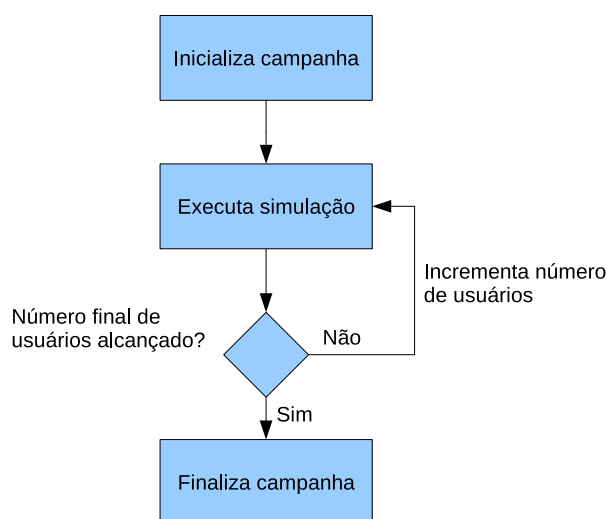 Inicializa campanha
Executa simulação
Incrementa número
de usuários
Número final de
usuários alcançado?
Não
Sim
Finaliza campanha